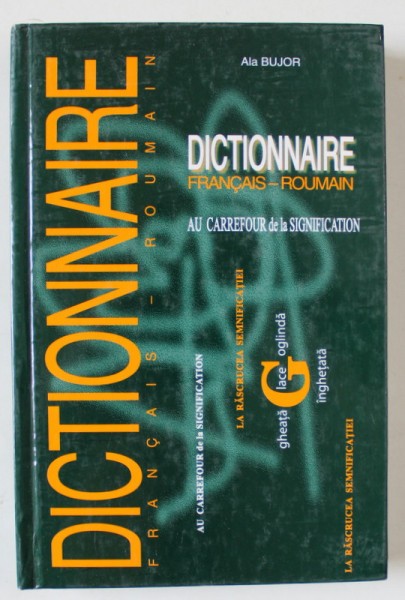 Ala BUJOR
DICTIONNAIRE
FRANÇAIS – ROUMAIN
AU CARREFOUR de la SIGNIFICATION
DICTIONNAIRE
FRANÇAIS – ROUMAIN
AU CARREFOUR de la SIGNIFICATION
LA RĂSCRUCEA SEMNIFICAȚIEI
gheață
Glace
oglindă
înghețată
LA RĂSCRUCEA SEMNIFICAȚIEI